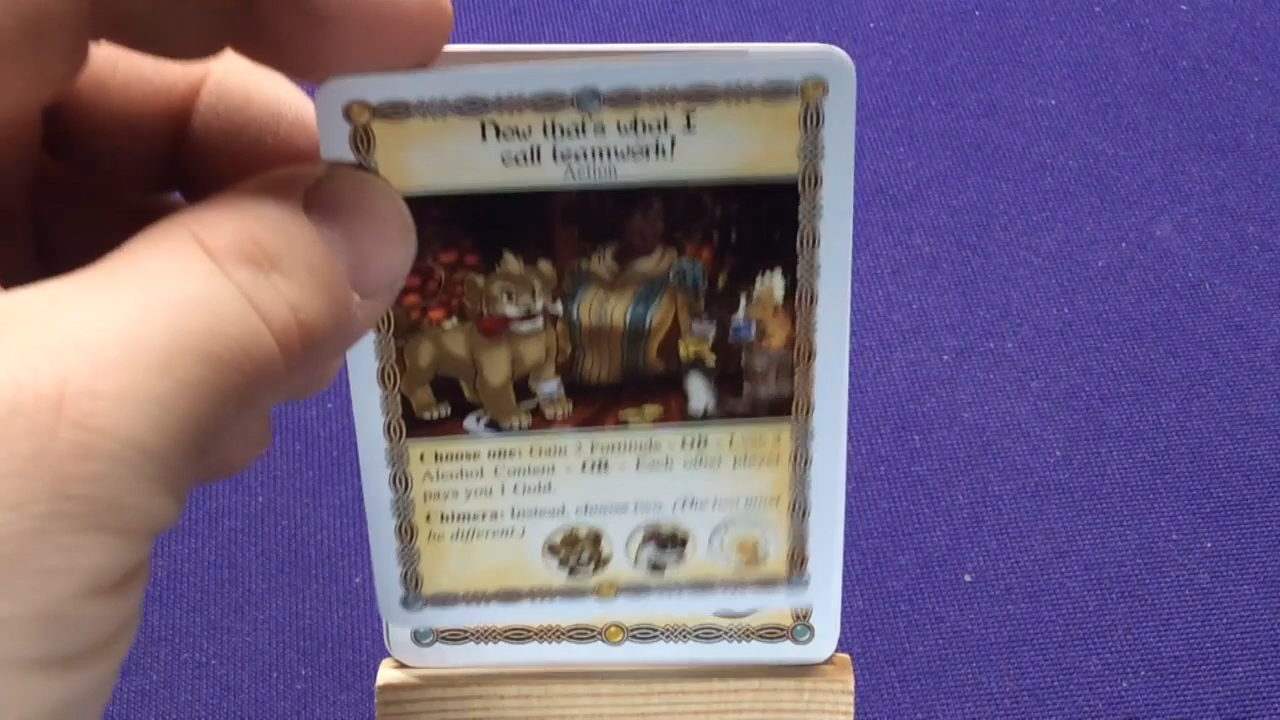 Now that's what I
call teamwork!
Action
Choose one: Gain 2 Fortitude - OR - Lose 2
Alcohol Content - OR - Each other player
pays you 1 Gold.
Chimera: Instead, choose two. (The two must
be different.)